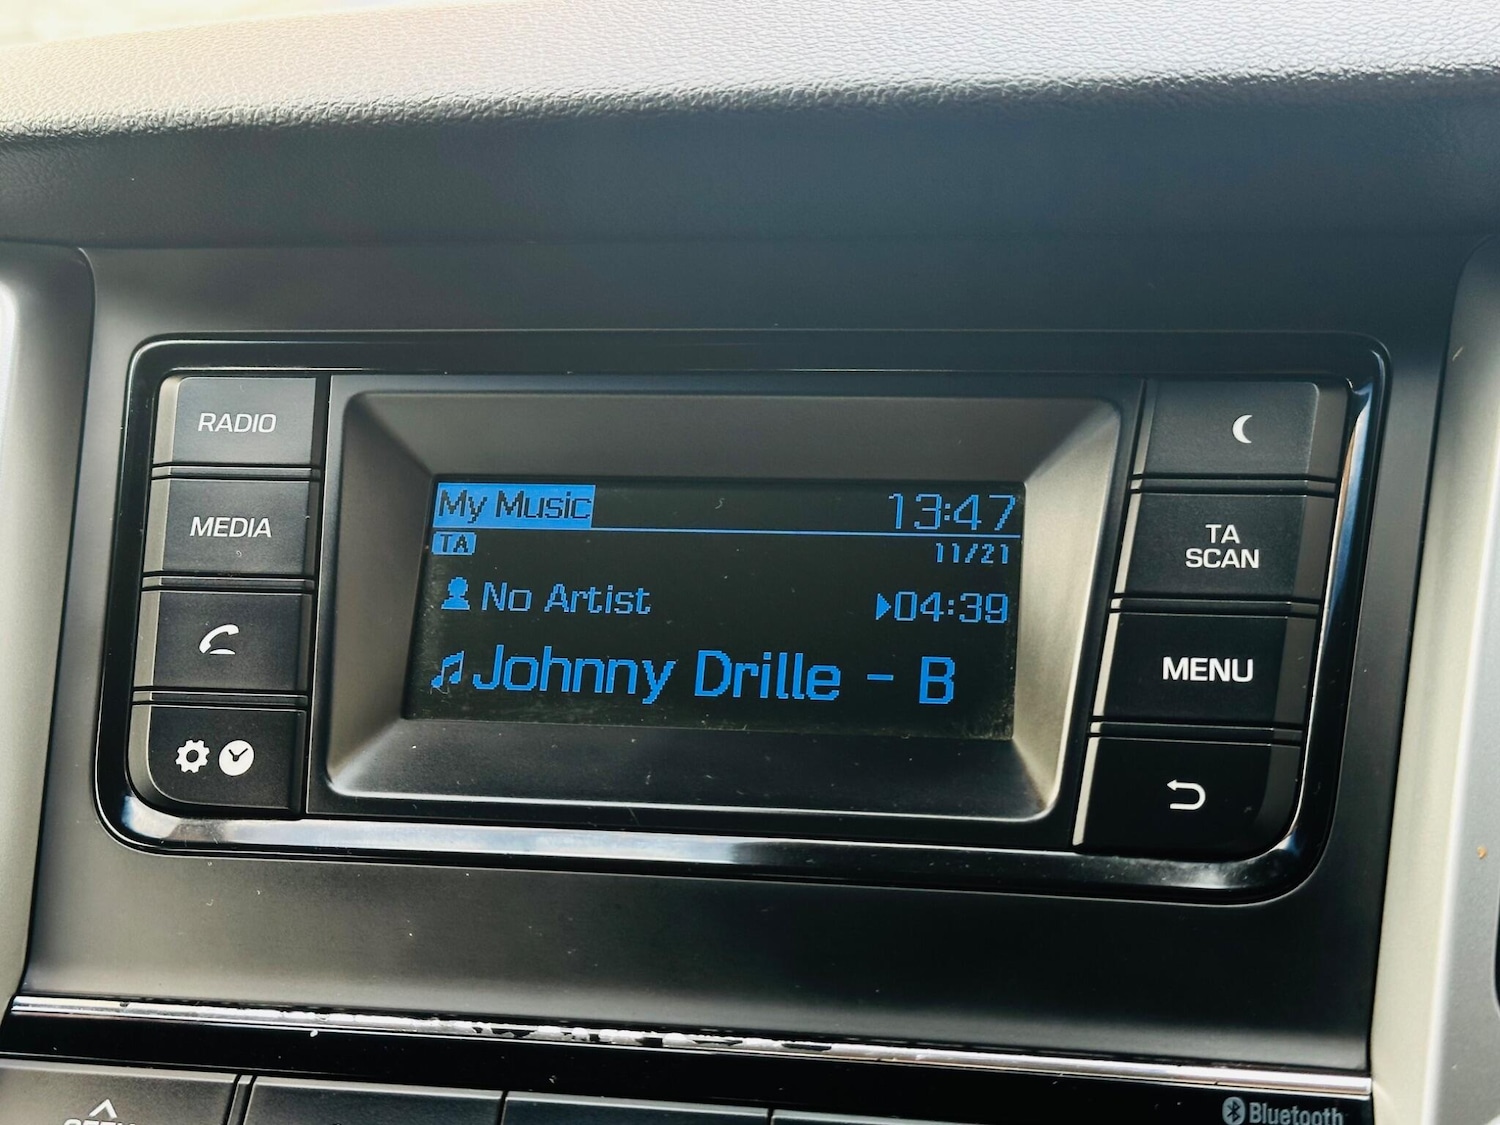 RADIO
MEDIA
My Music 13:47
TA 11/21
No Artist 04:39
Johnny Drille - B
TA
SCAN
MENU
Bluetooth